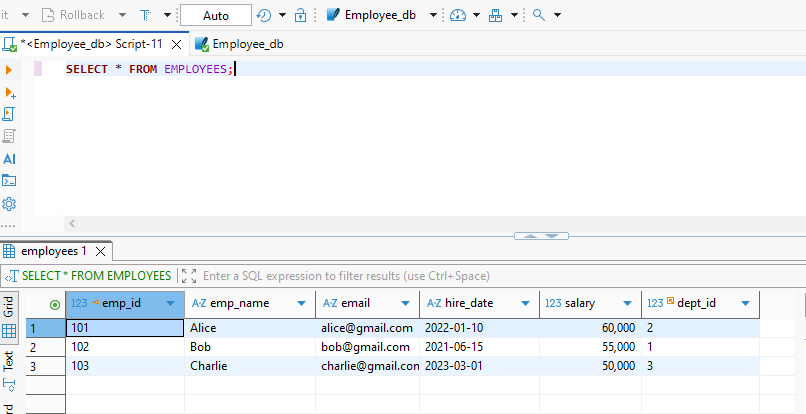 it Rollback Auto Employee_db
*<Employee_db> Script-11 Employee_db
SELECT * FROM EMPLOYEES;
AI
employees 1
SELECT * FROM EMPLOYEES Enter a SQL expression to filter results (use Ctrl+Space)
Grid 123 emp_id A-Z emp_name A-Z email A-Z hire_date 123 salary 123 dept_id
1 101 Alice alice@gmail.com 2022-01-10 60,000 2
2 102 Bob bob@gmail.com 2021-06-15 55,000 1
Text 3 103 Charlie charlie@gmail.con 2023-03-01 50,000 3
rd